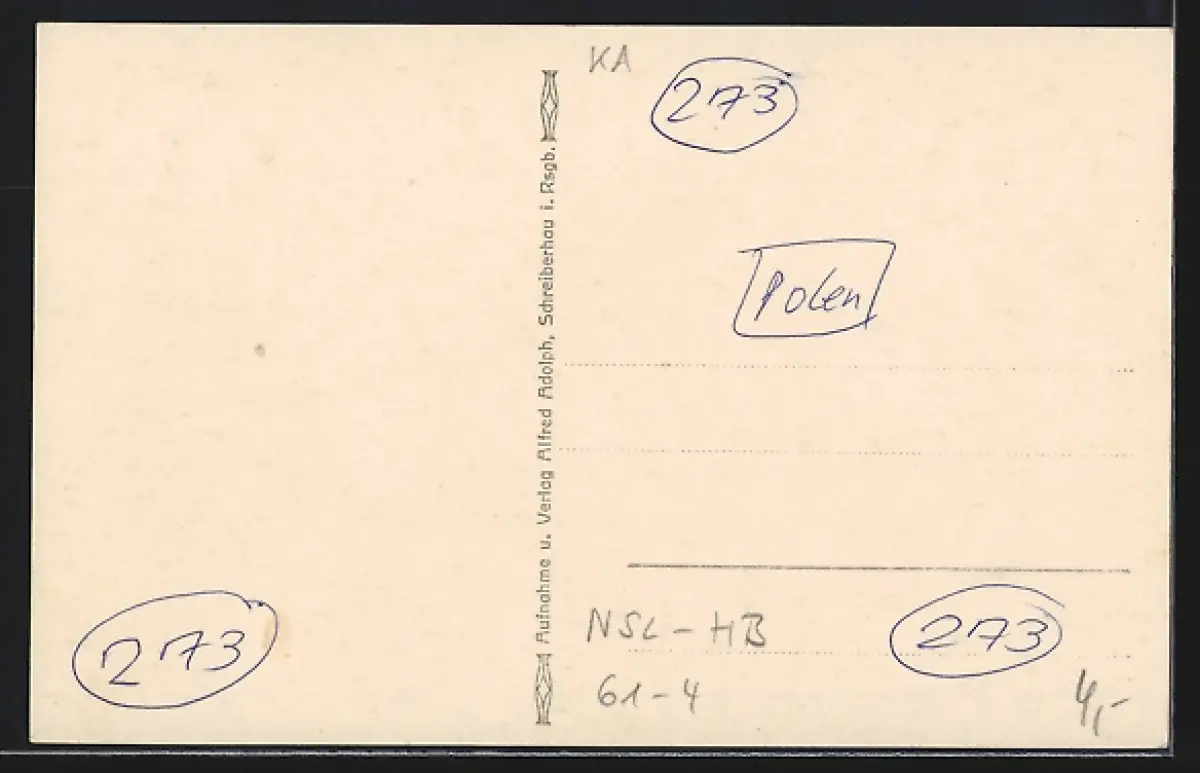 KA
273
Polen
Aufnahme u. Verlag Alfred Adolph, Schreiberhau i. Rsgb.
273
NSL-HB
273
61-4
4,-